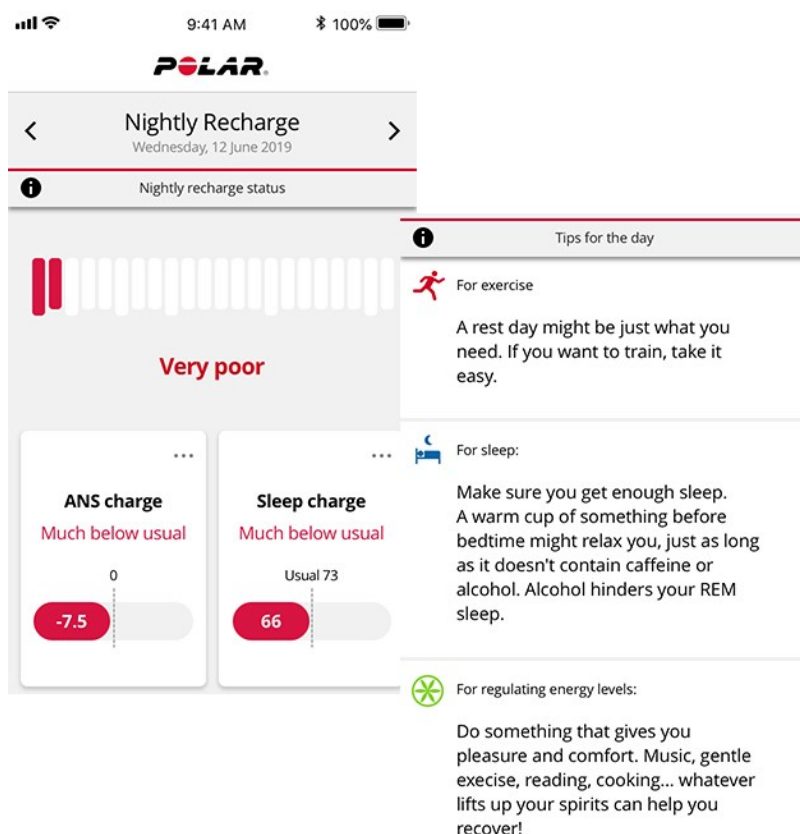 9:41 AM
100%
POLAR
Nightly Recharge
Wednesday, 12 June 2019
Nightly recharge status
Very poor
ANS charge
Much below usual
0
-7.5
Sleep charge
Much below usual
Usual 73
66
Tips for the day
For exercise
A rest day might be just what you
need. If you want to train, take it
easy.
For sleep:
Make sure you get enough sleep.
A warm cup of something before
bedtime might relax you, just as long
as it doesn't contain caffeine or
alcohol. Alcohol hinders your REM
sleep.
For regulating energy levels:
Do something that gives you
pleasure and comfort. Music, gentle
execise, reading, cooking... whatever
lifts up your spirits can help you
recover!